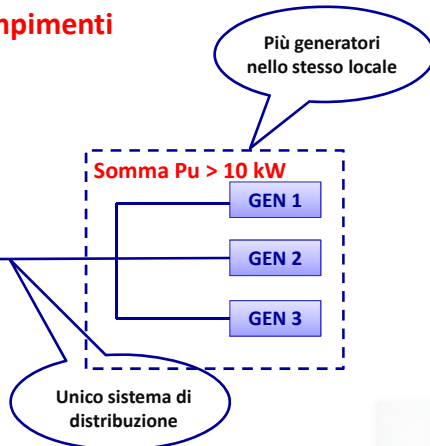 mpimenti
Più generatori
nello stesso locale
Somma Pu > 10 kW
GEN 1
GEN 2
GEN 3
Unico sistema di
distribuzione